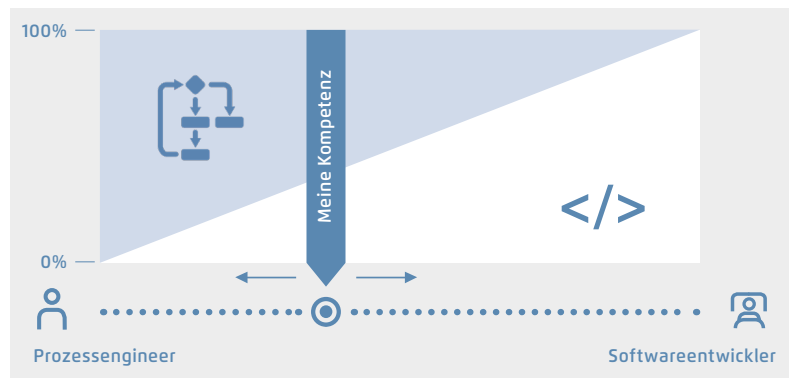 100%
Meine Kompetenz
</>
0%
Prozessengineer
Softwareentwickler